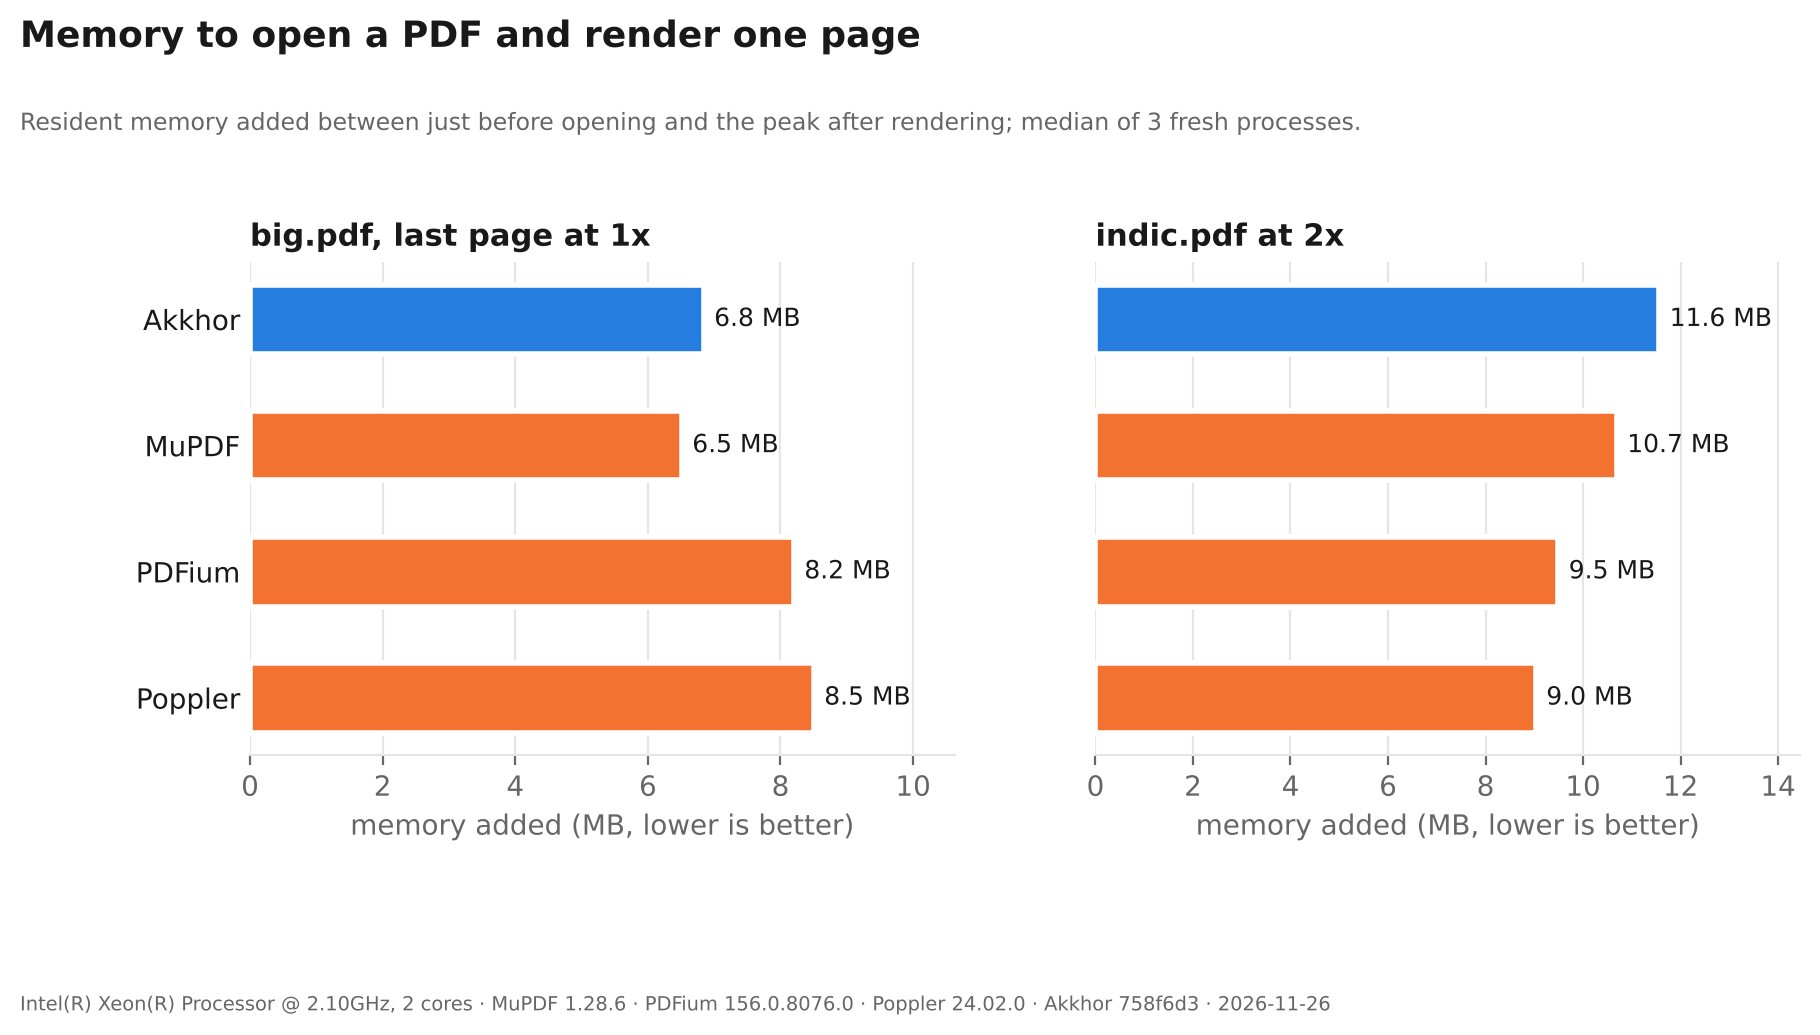 Memory to open a PDF and render one page
Resident memory added between just before opening and the peak after rendering; median of 3 fresh processes.
big.pdf, last page at 1x
Akkhor
6.8 MB
MuPDF
6.5 MB
PDFium
8.2 MB
Poppler
8.5 MB
0 2 4 6 8 10
memory added (MB, lower is better)
indic.pdf at 2x
11.6 MB
10.7 MB
9.5 MB
9.0 MB
0 2 4 6 8 10 12 14
memory added (MB, lower is better)
Intel(R) Xeon(R) Processor @ 2.10GHz, 2 cores · MuPDF 1.28.6 · PDFium 156.0.8076.0 · Poppler 24.02.0 · Akkhor 758f6d3 · 2026-11-26